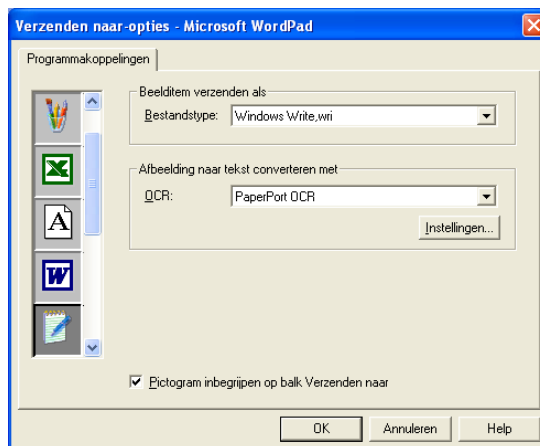 Verzenden naar-opties - Microsoft WordPad
Programmakoppelingen
Beelditem verzenden als
Bestandstype: Windows Write,wri
Afbeelding naar tekst converteren met
OCR: PaperPort OCR
Instellingen...
Pictogram inbegrijpen op balk Verzenden naar
OK Annuleren Help